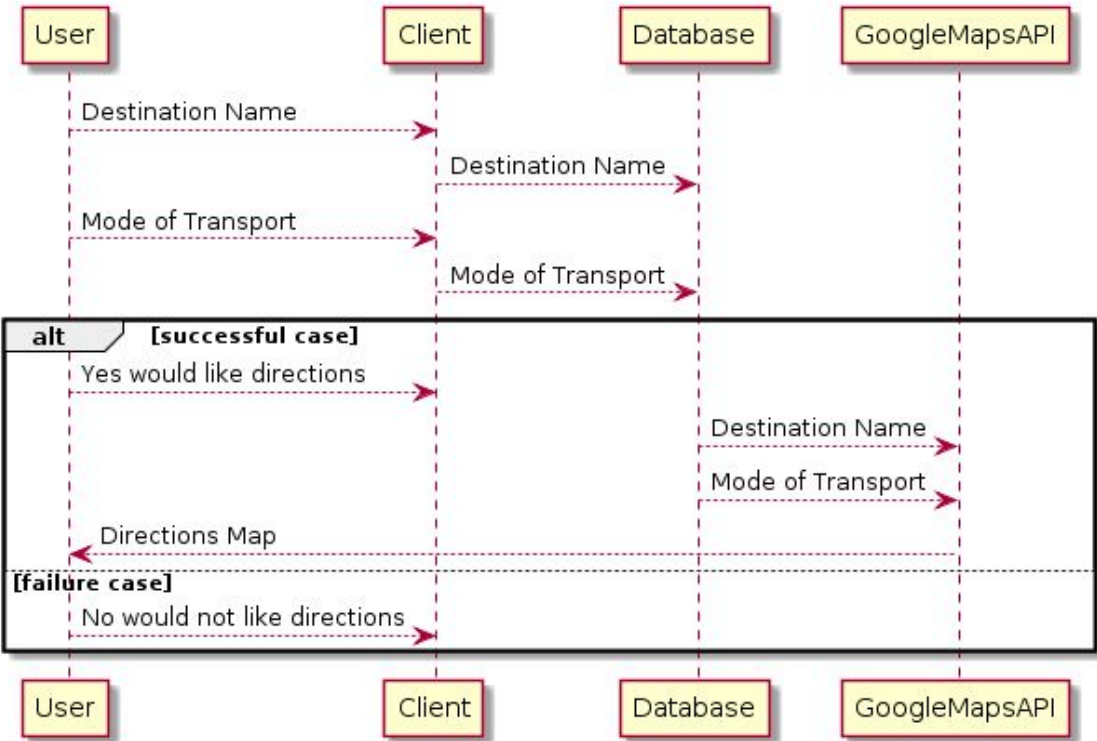 User Client Database GoogleMapsAPI
Destination Name
Destination Name
Mode of Transport
Mode of Transport
alt [successful case]
Yes would like directions
Destination Name
Mode of Transport
Directions Map
[failure case]
No would not like directions
User Client Database GoogleMapsAPI